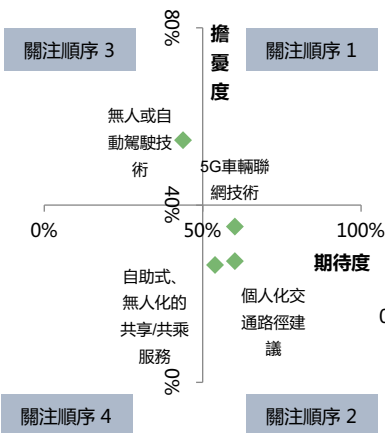 80%
擔
憂
度
關注順序 3
關注順序 1
無人或自
動駕駛技
術
5G車輛聯
網技術
40%
0%
50%
100%
期待度
自助式、
無人化的
共享/共乘
服務
個人化交
通路徑建
議
0%
關注順序 4
關注順序 2